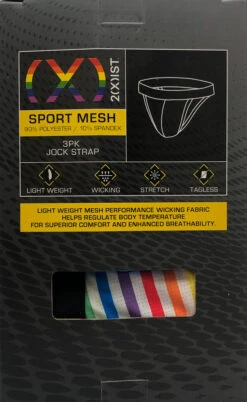 (X)
2(X)IST.
SPORT MESH
90% POLYESTER / 10% SPANDEX
3PK
JOCK STRAP
LIGHT WEIGHT WICKING STRETCH TAGLESS
LIGHT WEIGHT MESH PERFORMANCE WICKING FABRIC
HELPS REGULATE BODY TEMPERATURE
FOR SUPERIOR COMFORT AND ENHANCED BREATHABILITY.